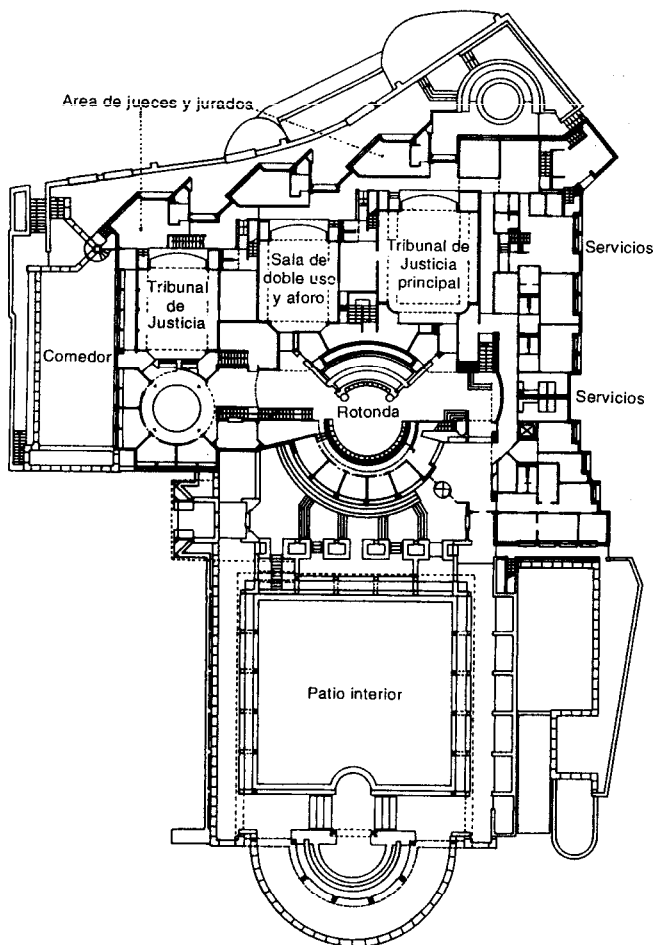 Area de jueces y jurados
Servicios
Tribunal de
Justicia
principal
Sala de
doble uso
y aforo
Tribunal
de
Justicia
Comedor
Servicios
Rotonda
Patio interior